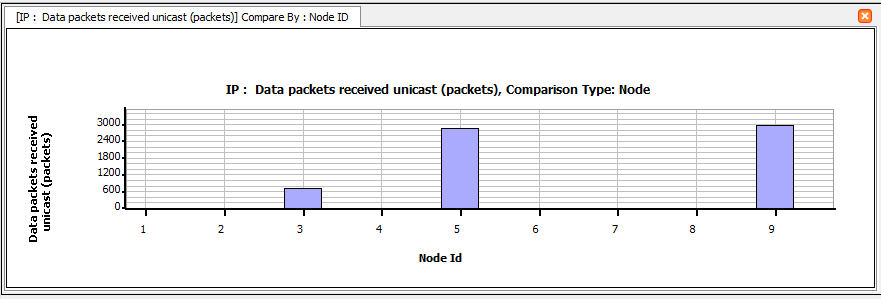 [IP :  Data packets received unicast (packets)] Compare By : Node ID
IP :  Data packets received unicast (packets), Comparison Type: Node
Data packets received
unicast (packets)
3000
2400
1800
1200
600
0
1 2 3 4 5 6 7 8 9
Node Id